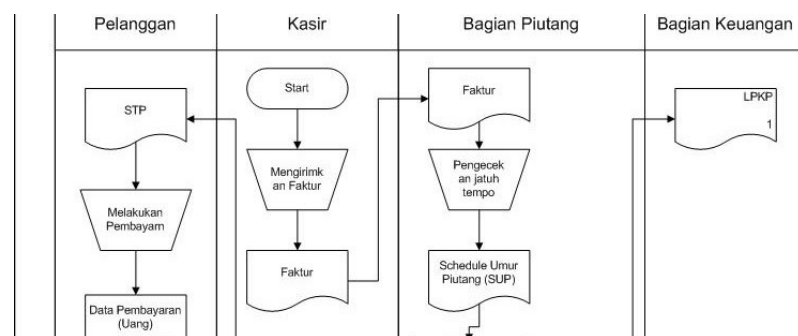 Pelanggan
Kasir
Bagian Piutang
Bagian Keuangan
STP
Melakukan
Pembayarn
Data Pembayaran
(Uang)
Start
Mengirimk
an Faktur
Faktur
Faktur
Pengecek
an jatuh
tempo
Schedule Umur
Piutang (SUP)
LPKP
1